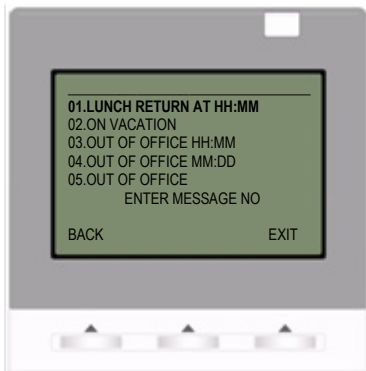 01.LUNCH RETURN AT HH:MM
02.ON VACATION
03.OUT OF OFFICE HH:MM
04.OUT OF OFFICE MM:DD
05.OUT OF OFFICE
ENTER MESSAGE NO
BACK EXIT